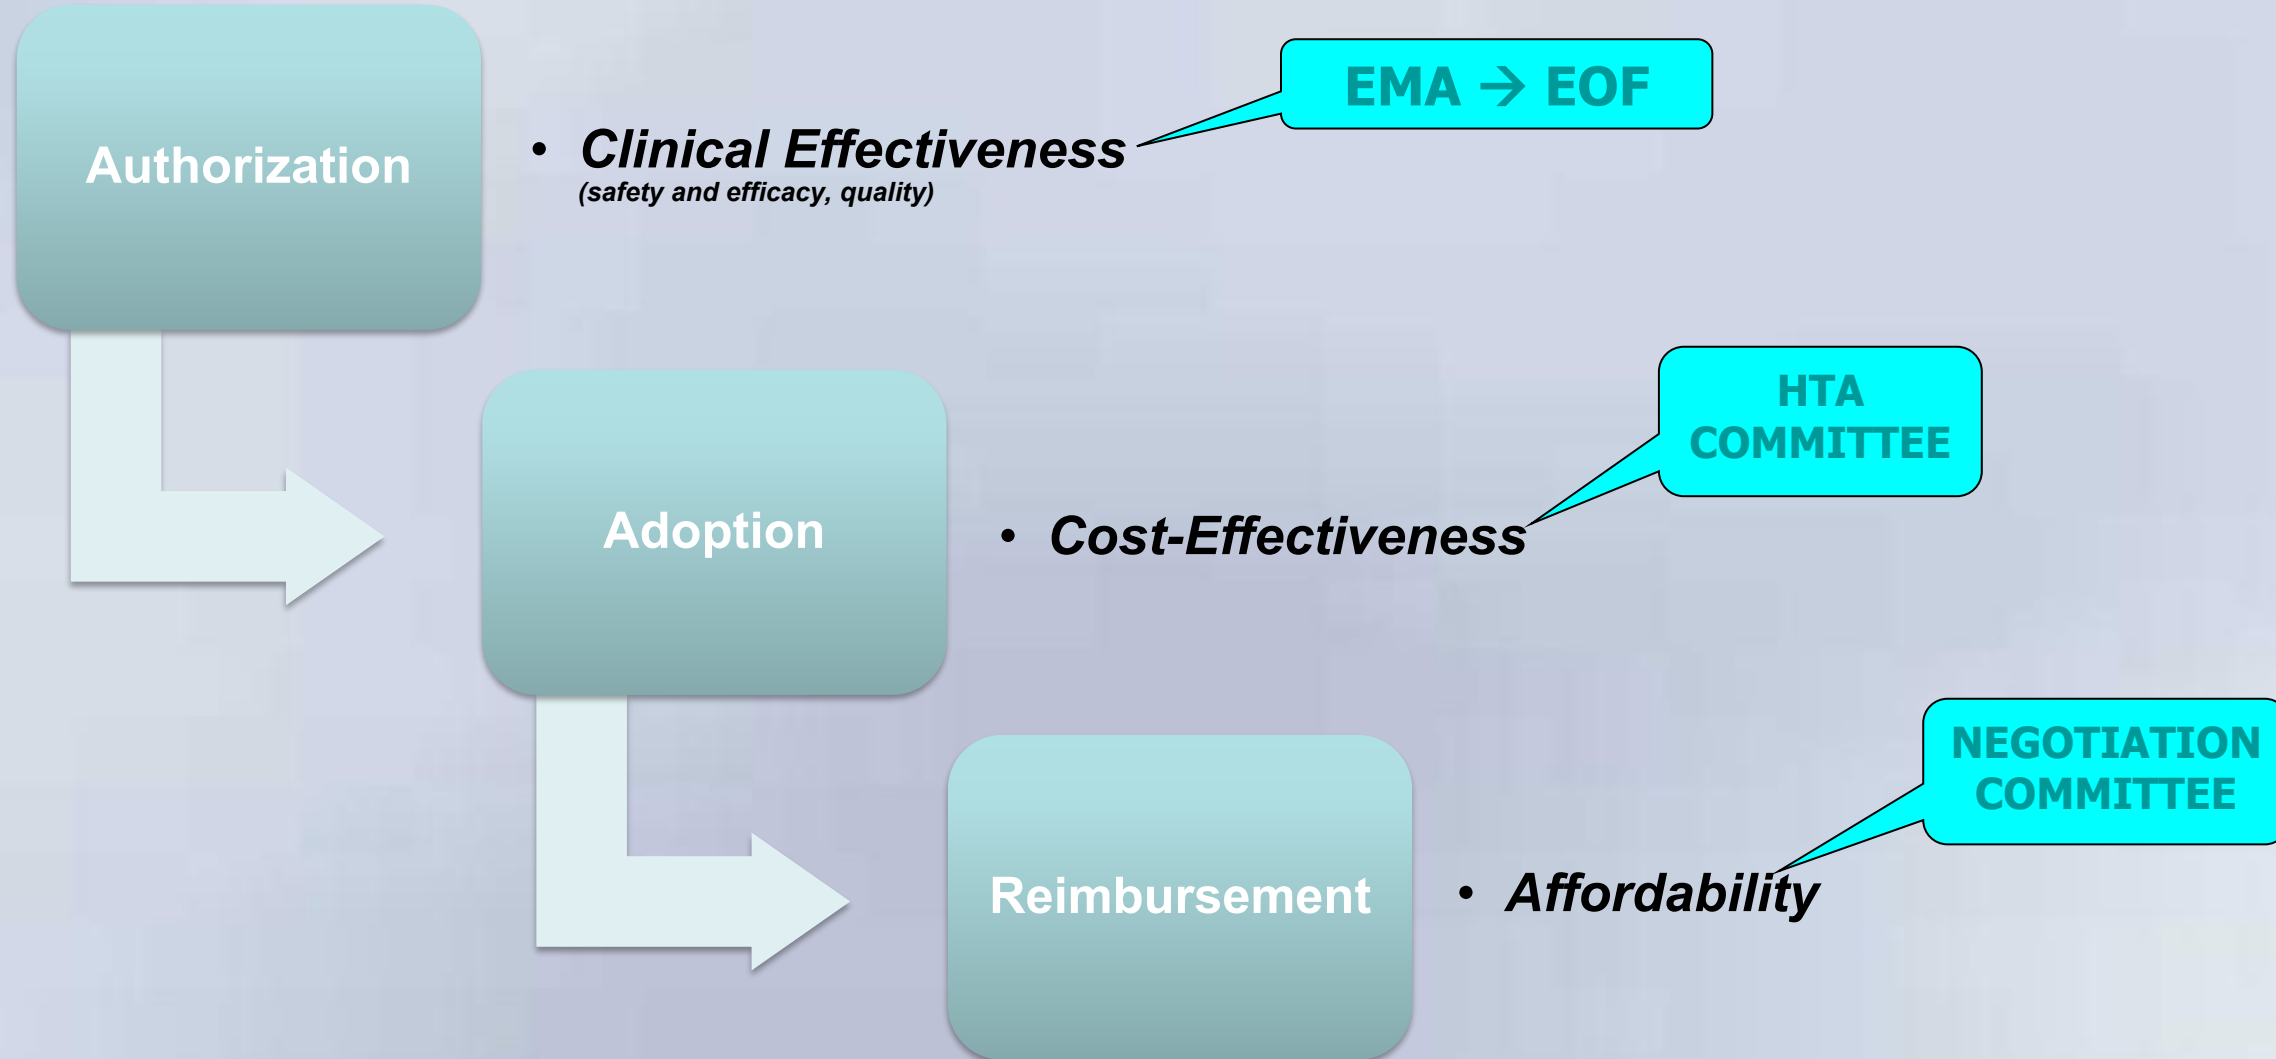 EMA → EOF
Authorization
• Clinical Effectiveness
(safety and efficacy, quality)
HTA
COMMITTEE
Adoption
• Cost-Effectiveness
NEGOTIATION
COMMITTEE
Reimbursement
• Affordability